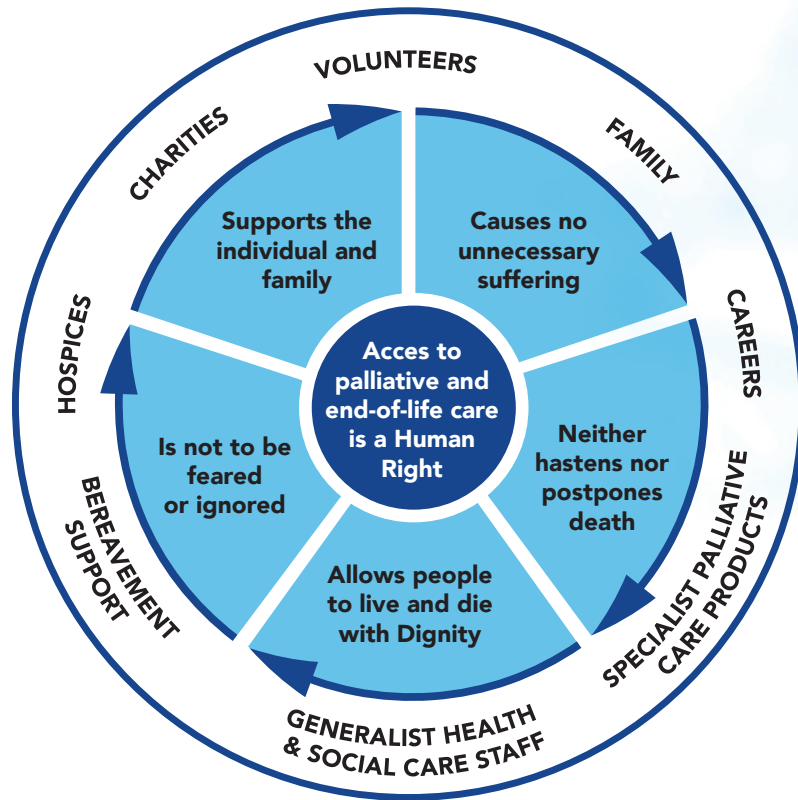 VOLUNTEERS
FAMILY
CAREERS
SPECIALIST PALLIATIVE
CARE PRODUCTS
GENERALIST HEALTH
& SOCIAL CARE STAFF
BEREAVEMENT
SUPPORT
HOSPICES
CHARITIES
Supports the
individual and
family
Causes no
unnecessary
suffering
Neither
hastens nor
postpones
death
Allows people
to live and die
with Dignity
Is not to be
feared
or ignored
Acces to
palliative and
end-of-life care
is a Human
Right